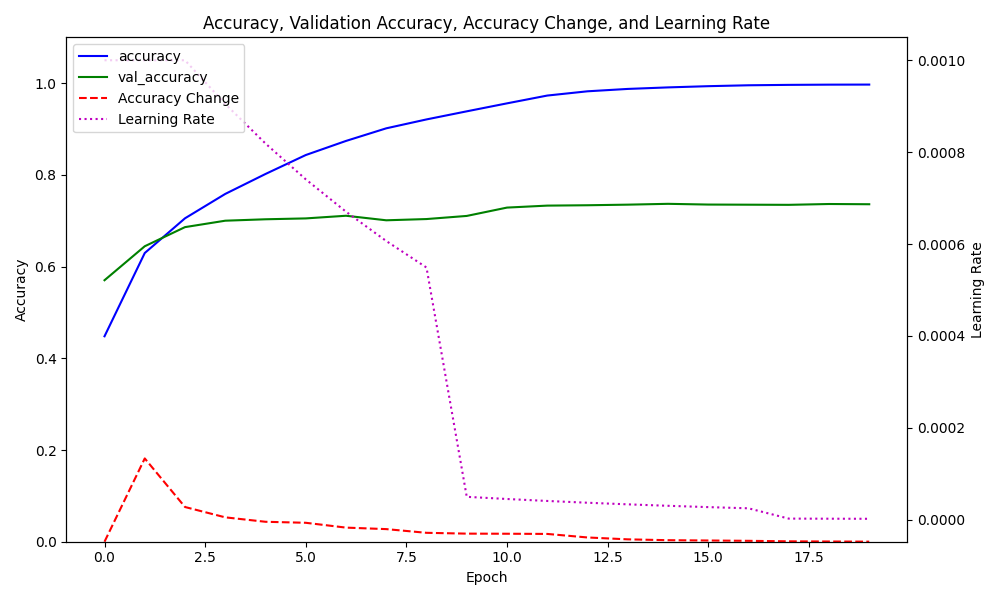 Accuracy, Validation Accuracy, Accuracy Change, and Learning Rate
accuracy
val_accuracy
Accuracy Change
Learning Rate
1.0
0.8
0.6
0.4
0.2
0.0
Accuracy
0.0010
0.0008
0.0006
0.0004
0.0002
0.0000
Learning Rate
0.0 2.5 5.0 7.5 10.0 12.5 15.0 17.5
Epoch